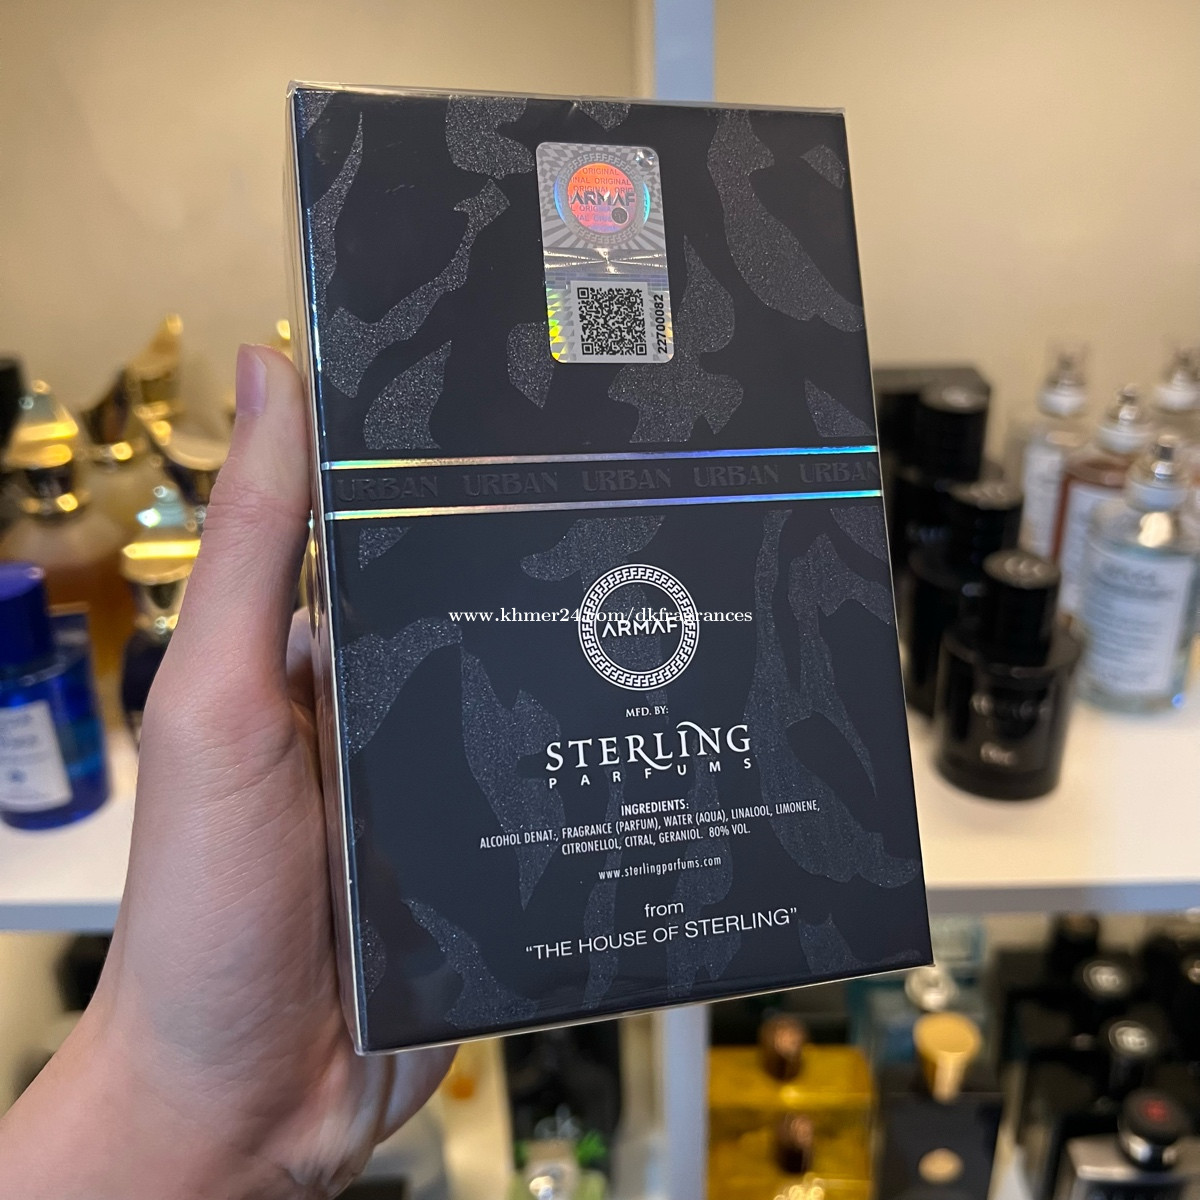 ORIGINAL
ARMAF
22700082
URBAN URBAN URBAN URBAN URBAN
www.khmer24.com/dkfragrances
ARMAF
MFD. BY:
STERLING
PARFUMS
INGREDIENTS:
ALCOHOL DENAT., FRAGRANCE (PARFUM), WATER (AQUA), LINALOOL, LIMONENE,
CITRONELLOL, CITRAL, GERANIOL. 80% VOL.
www.sterlingparfums.com
from
“THE HOUSE OF STERLING”